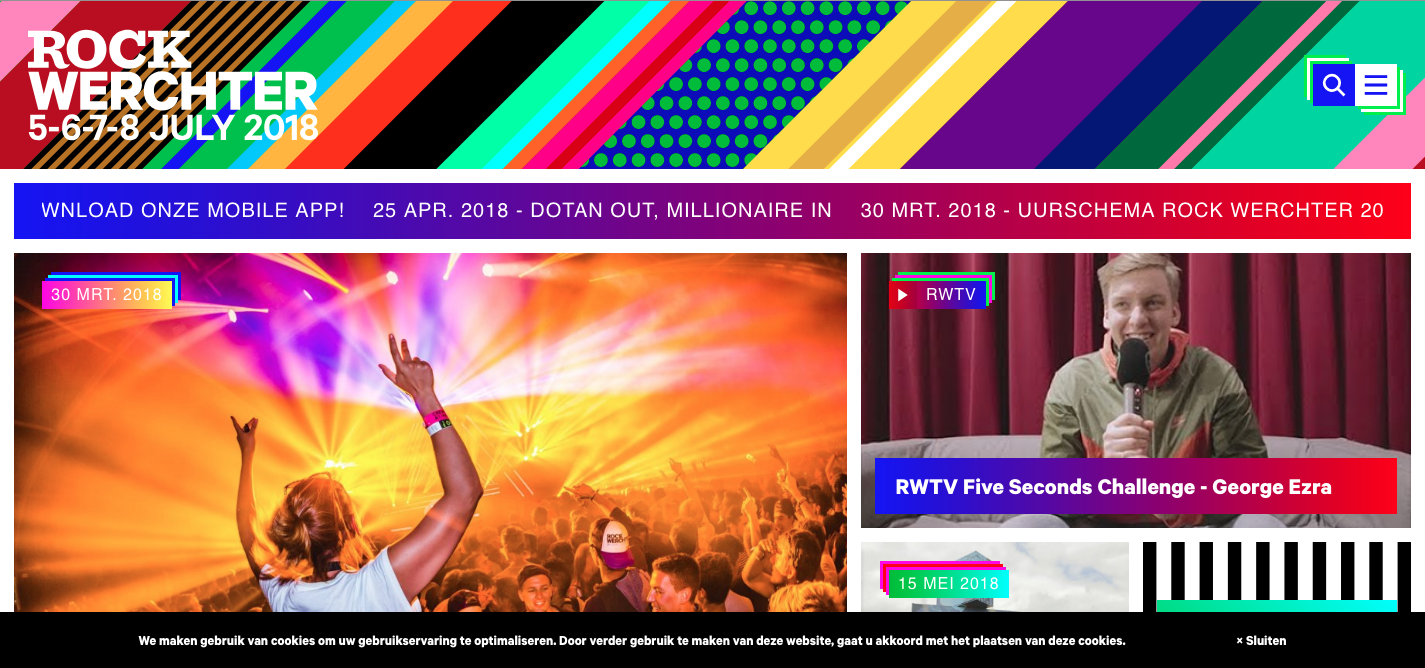 ROCK
WERCHTER
5-6-7-8 JULY 2018
WNLOAD ONZE MOBILE APP! 25 APR. 2018 - DOTAN OUT, MILLIONAIRE IN 30 MRT. 2018 - UURSCHEMA ROCK WERCHTER 20
30 MRT. 2018
RWTV
ROCK
WERCHTER
RWTV Five Seconds Challenge - George Ezra
15 MEI 2018
We maken gebruik van cookies om uw gebruikservaring te optimaliseren. Door verder gebruik te maken van deze website, gaat u akkoord met het plaatsen van deze cookies.
× Sluiten